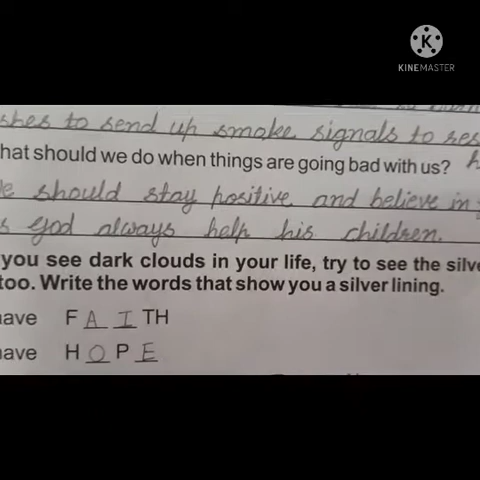 K
KINEMASTER
shes to send up smoke signals to res
hat should we do when things are going bad with us?
e should stay positive and believe in
s god always help his children.
you see dark clouds in your life, try to see the silve
too. Write the words that show you a silver lining.
ave F A I TH
ave H O P E